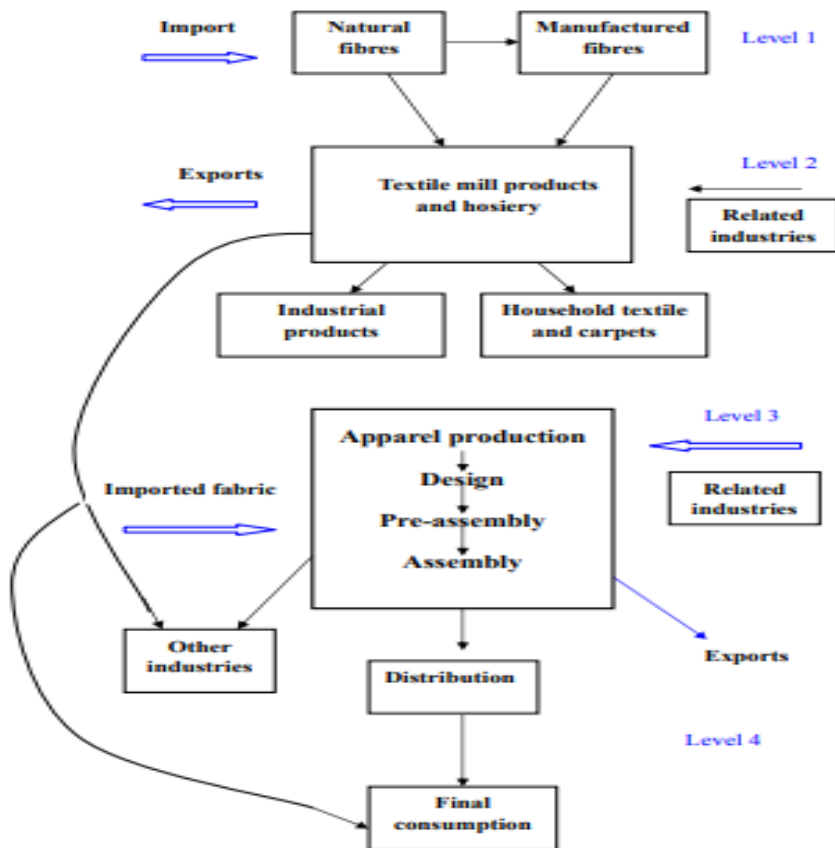 Import
Natural
fibres
Manufactured
fibres
Level 1
Exports
Textile mill products
and hosiery
Level 2
Related
industries
Industrial
products
Household textile
and carpets
Level 3
Apparel production
Design
Pre-assembly
Assembly
Imported fabric
Related
industries
Other
industries
Distribution
Exports
Level 4
Final
consumption